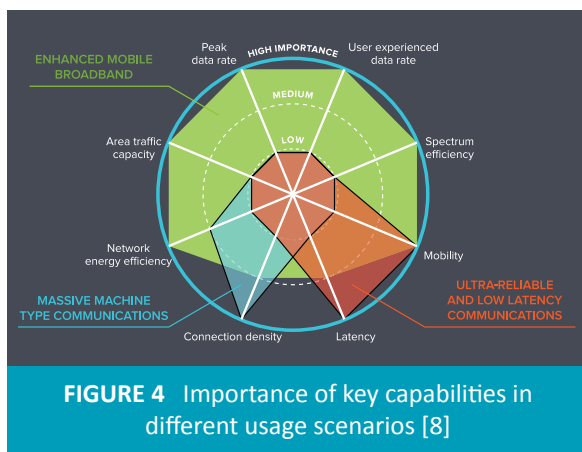 Peak
data rate
HIGH IMPORTANCE
User experienced
data rate
ENHANCED MOBILE
BROADBAND
MEDIUM
LOW
Area traffic
capacity
Spectrum
efficiency
Network
energy efficiency
Mobility
MASSIVE MACHINE
TYPE COMMUNICATIONS
ULTRA-RELIABLE
AND LOW LATENCY
COMMUNICATIONS
Connection density
Latency
FIGURE 4 Importance of key capabilities in
different usage scenarios [8]